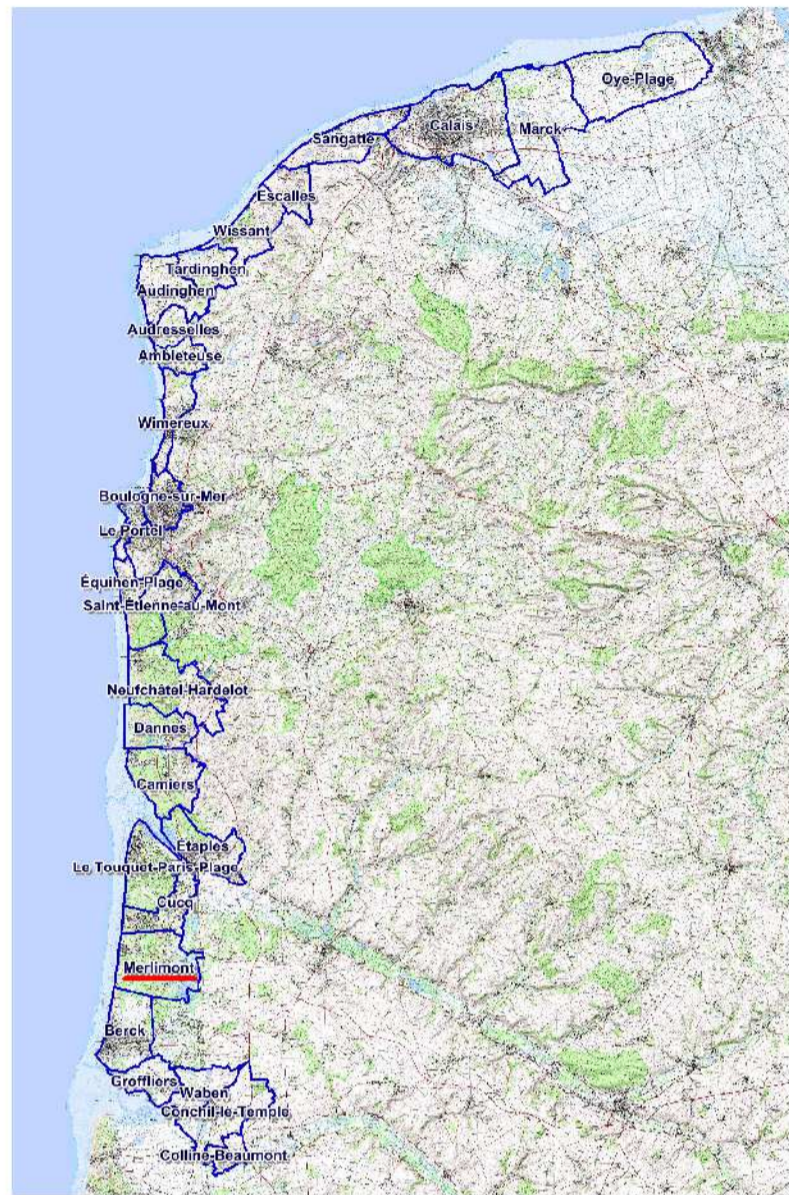 Oye-Plage
Calais
Marck
Sangatte
Escalles
Wissant
Tardinghen
Audinghen
Audresselles
Ambleteuse
Wimereux
Boulogne-sur-Mer
Le Portel
Équihen-Plage
Saint-Étienne-au-Mont
Neufchâtel-Hardelot
Dannes
Camiers
Étaples
Le Touquet-Paris-Plage
Cucq
Merlimont
Berck
Groffliers
Waben
Conchil-le-Temple
Colline-Beaumont